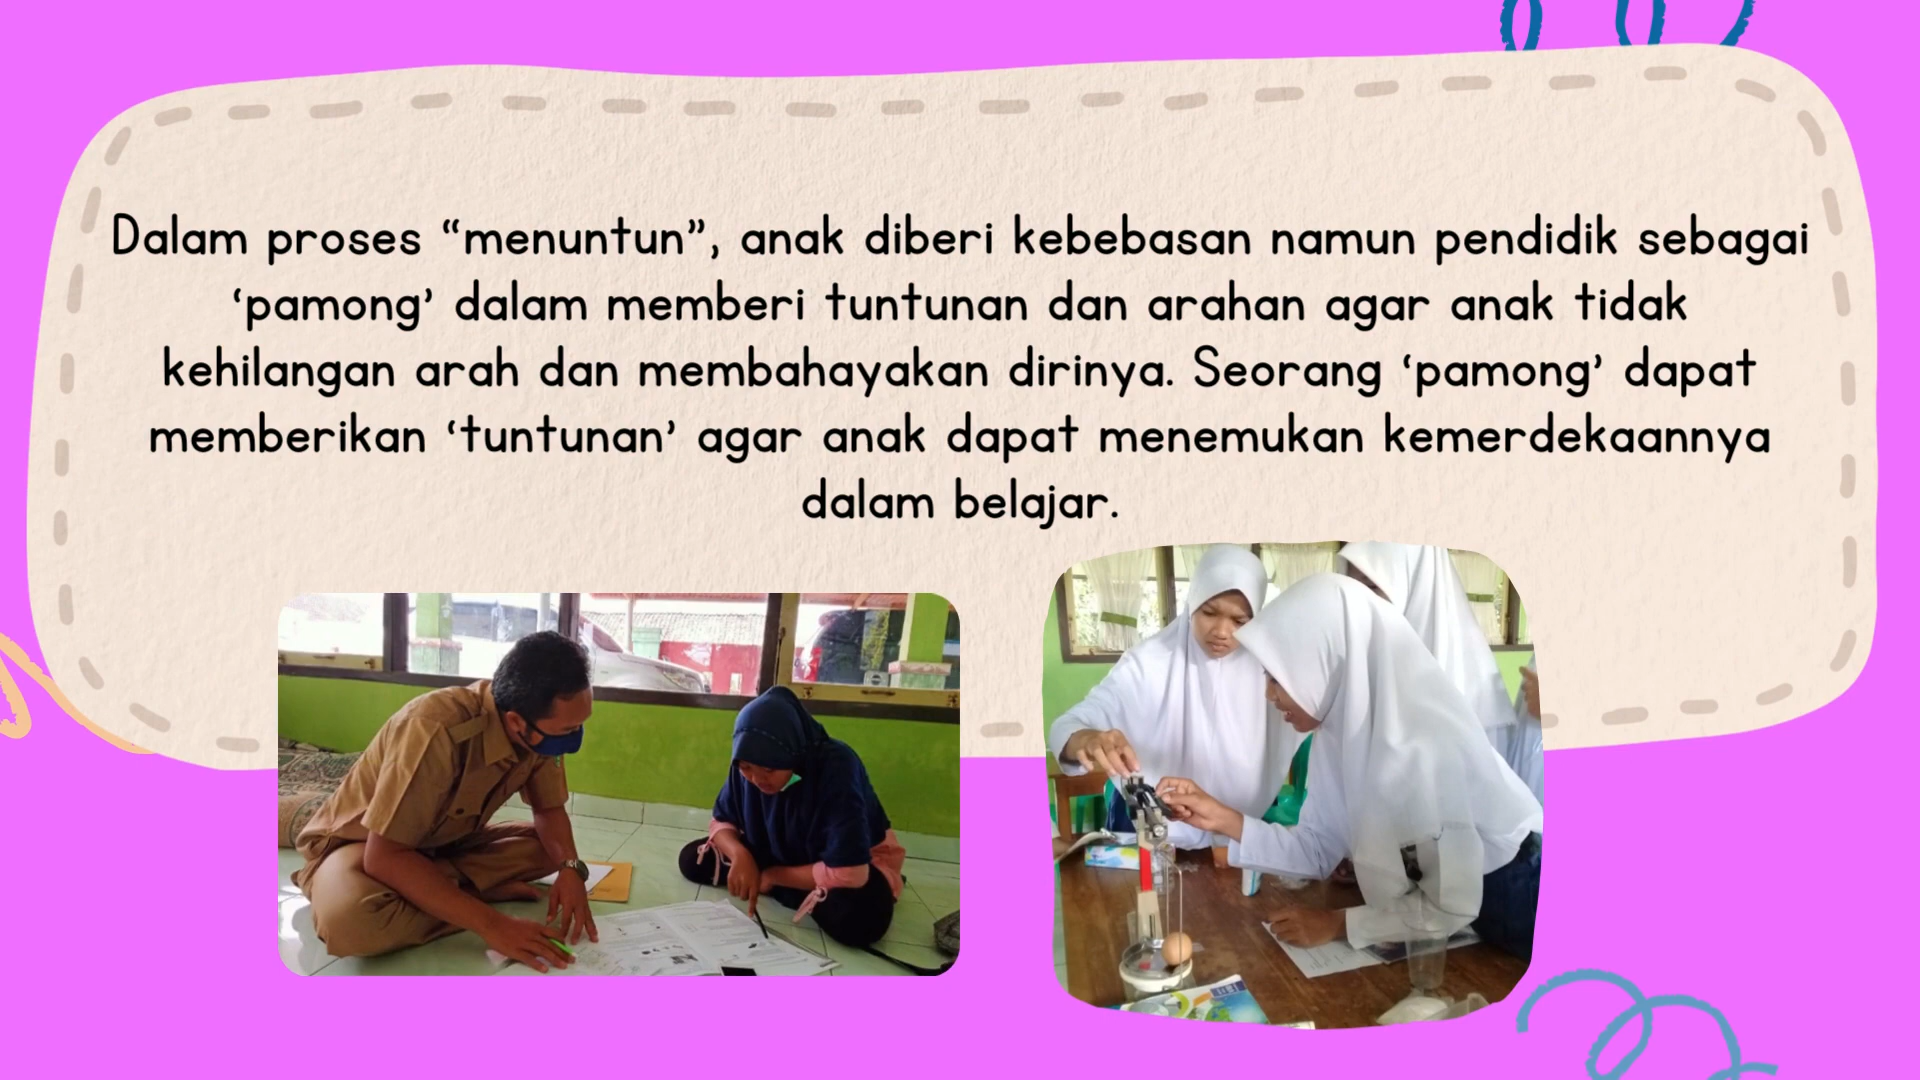 Dalam proses “menuntun”, anak diberi kebebasan namun pendidik sebagai
‘pamong’ dalam memberi tuntunan dan arahan agar anak tidak
kehilangan arah dan membahayakan dirinya. Seorang ‘pamong’ dapat
memberikan ‘tuntunan’ agar anak dapat menemukan kemerdekaannya
dalam belajar.